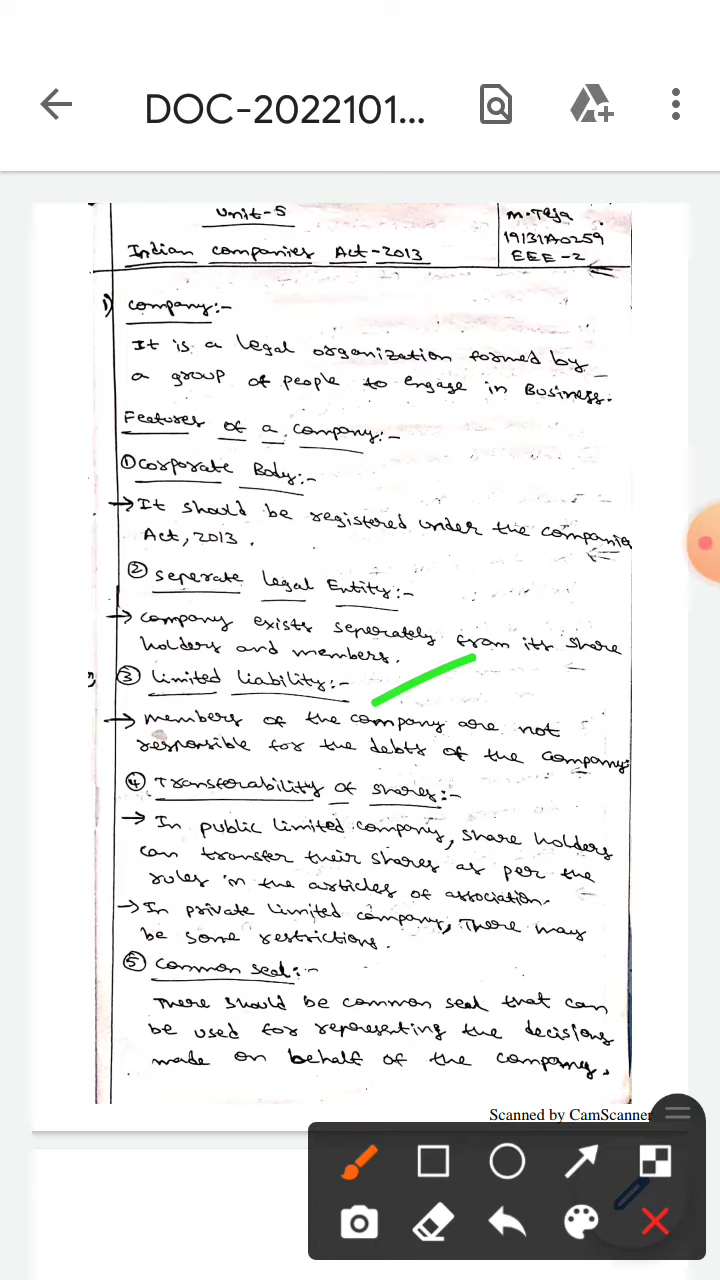 DOC-2022101...
Unit-5
M.Teja
19131A0259
Indian companies Act-2013
EEE-2
1) company:-
It is a legal organization formed by
a group of people to engage in Business.
Features of a company:-
① corporate Body:-
→ It should be registered under the companies
Act, 2013.
② seperate legal Entity:-
→ company exists seperately from its share
holders and members.
③ limited liability:-
→ members of the company are not
responsible for the debts of the company.
④ Transferability of shares:-
→ In public limited company, share holders
can transfer their shares as per the
rules in the articles of association.
→ In private limited company, There may
be some restrictions.
⑤ common seal:-
There should be common seal that can
be used for representing the decisions
made on behalf of the company.
Scanned by CamScanner